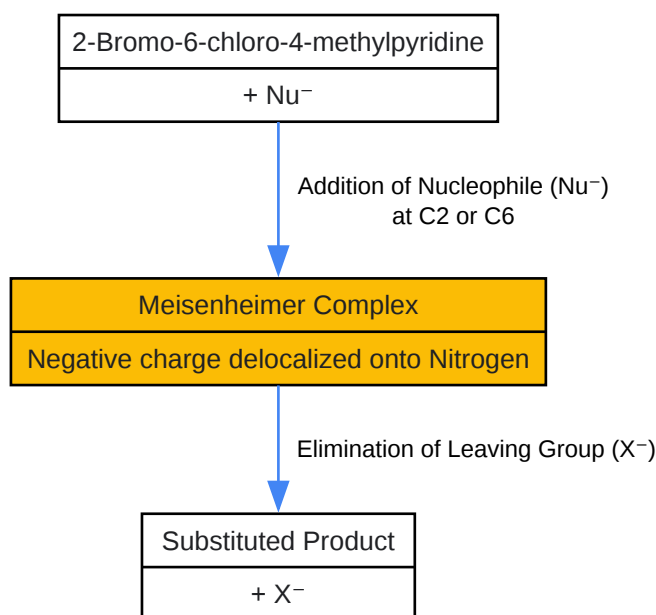 2-Bromo-6-chloro-4-methylpyridine
+ Nu⁻
Addition of Nucleophile (Nu⁻)
at C2 or C6
Meisenheimer Complex
Negative charge delocalized onto Nitrogen
Elimination of Leaving Group (X⁻)
Substituted Product
+ X⁻